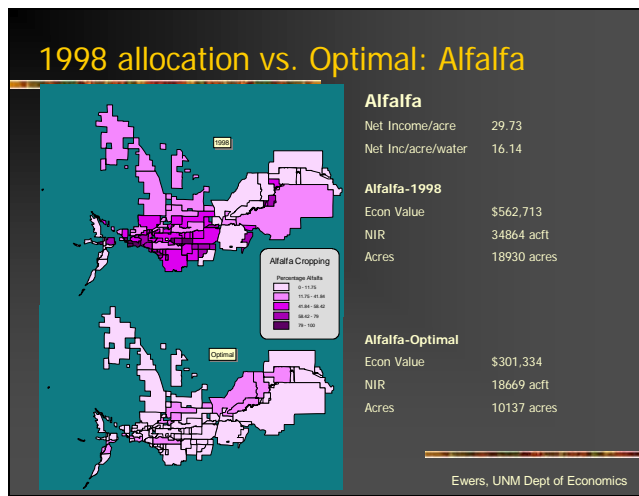 1998 allocation vs. Optimal: Alfalfa
1998
Alfalfa Cropping
Percentage Alfalfa
0 - 11.75
11.75 - 41.84
41.84 - 58.42
58.42 - 79
79 - 100
Optimal
Alfalfa
Net Income/acre 29.73
Net Inc/acre/water 16.14
Alfalfa-1998
Econ Value $562,713
NIR 34864 acft
Acres 18930 acres
Alfalfa-Optimal
Econ Value $301,334
NIR 18669 acft
Acres 10137 acres
Ewers, UNM Dept of Economics